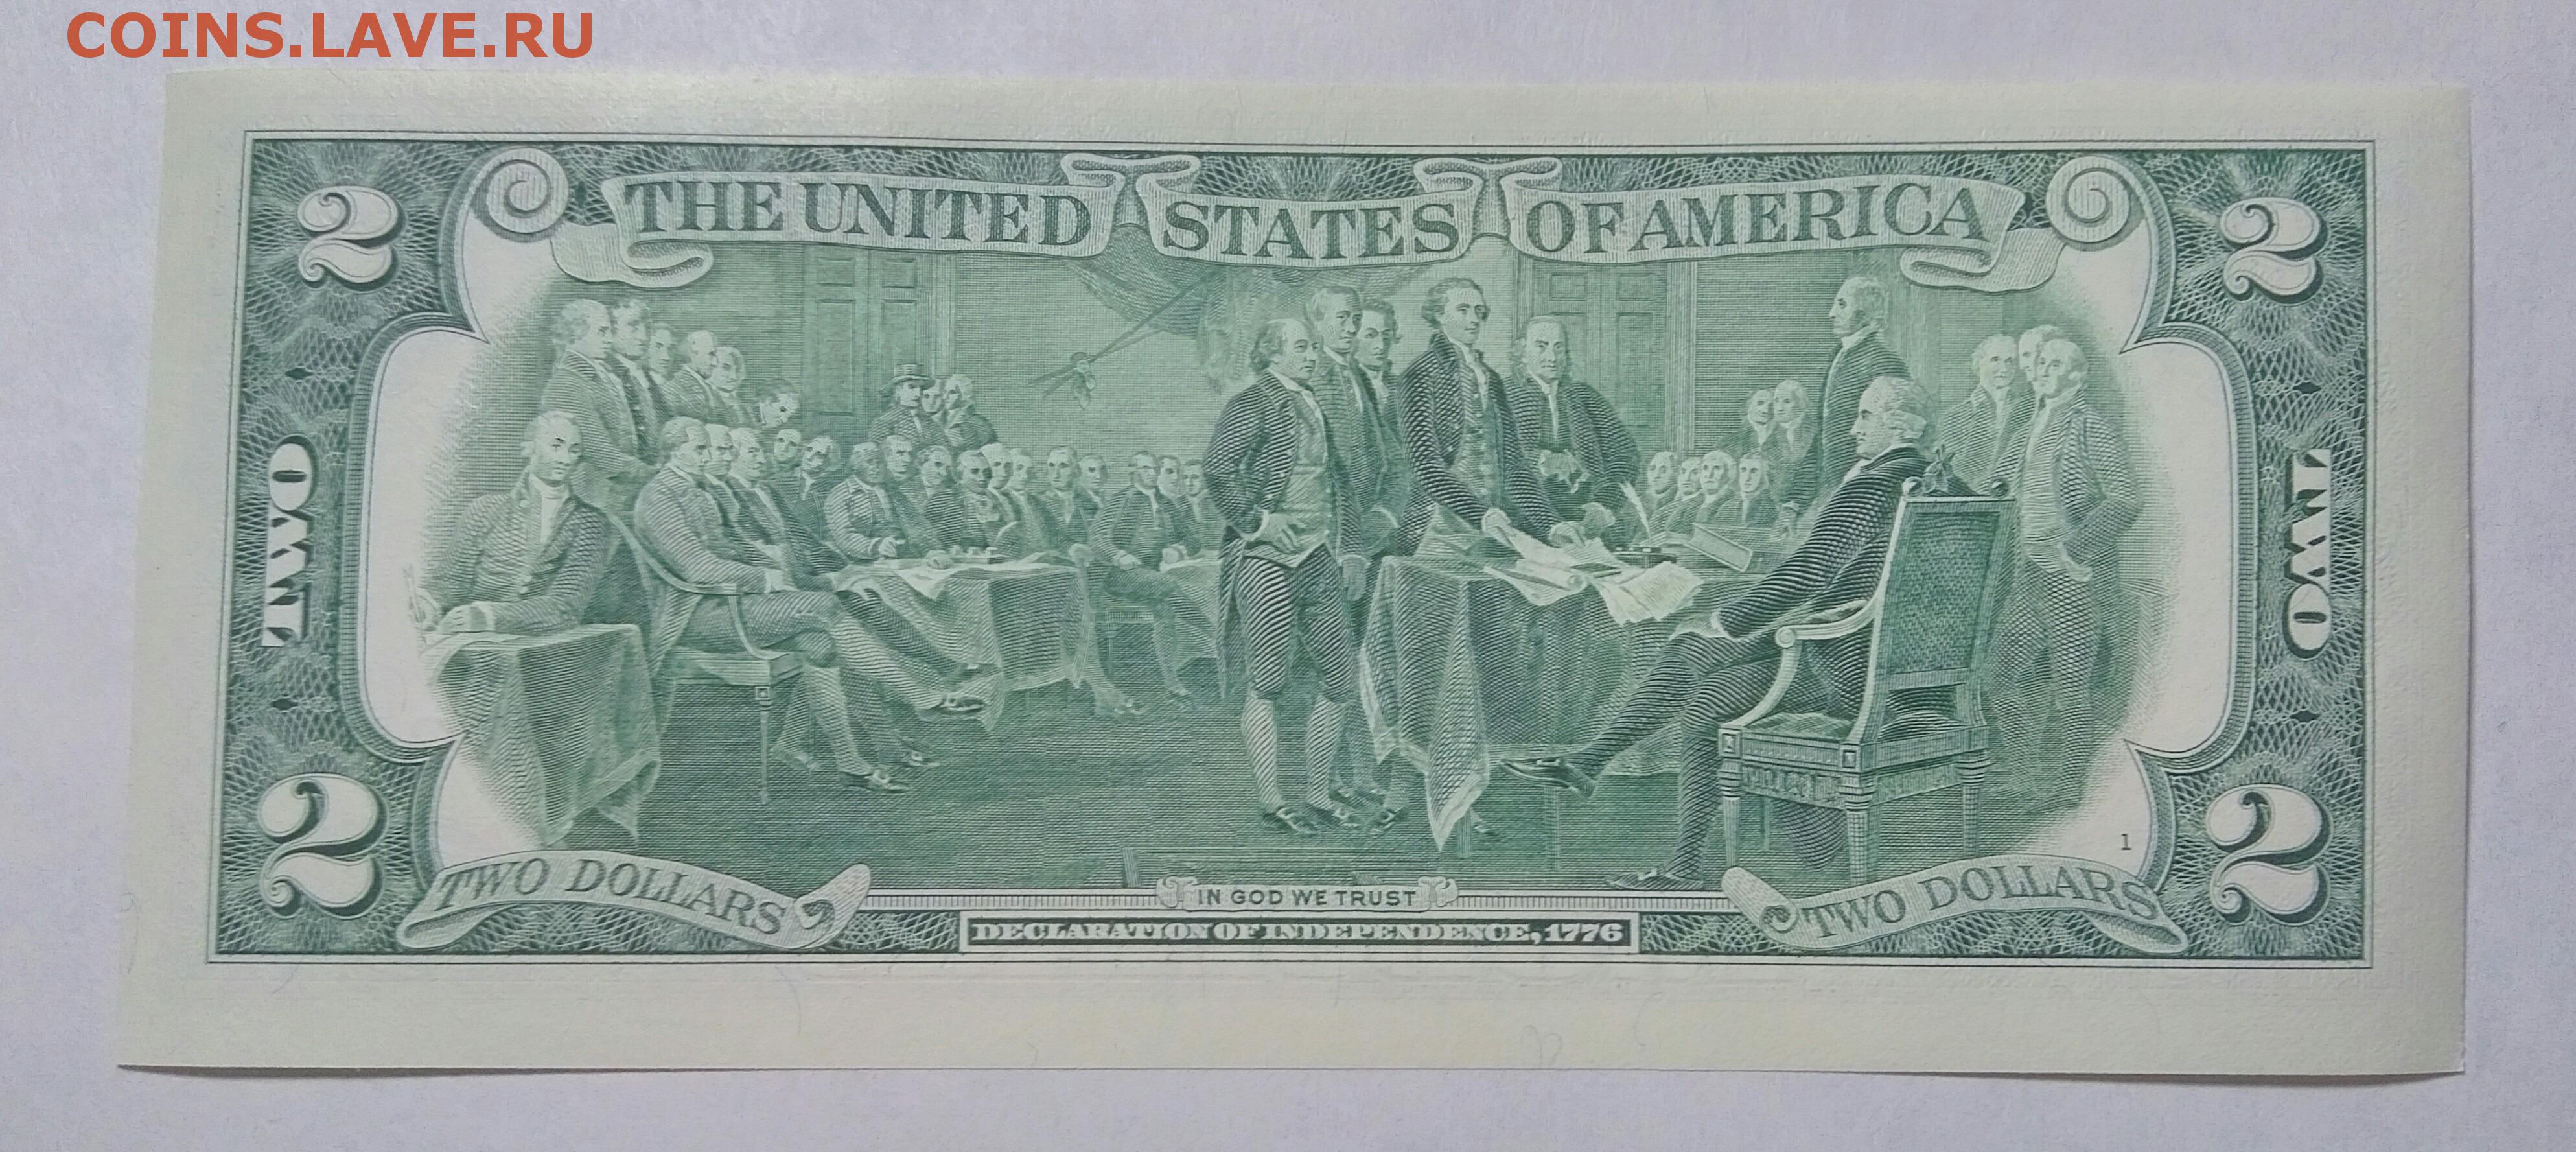 COINS.LAVE.RU
2 THE UNITED STATES OF AMERICA 2
TWO
TWO
1
2 TWO DOLLARS
IN GOD WE TRUST
TWO DOLLARS 2
DECLARATION OF INDEPENDENCE, 1776